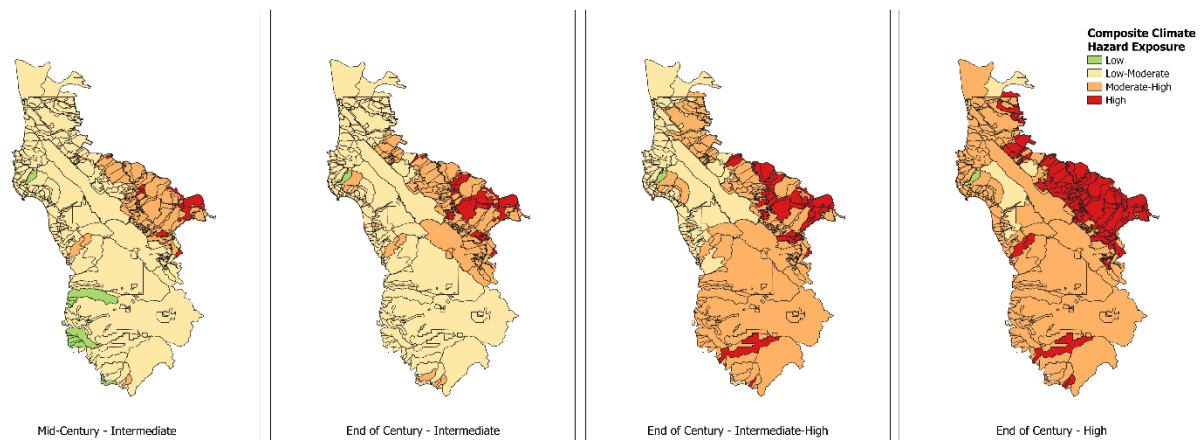 Composite Climate
Hazard Exposure
Low
Low-Moderate
Moderate-High
High
Mid-Century - Intermediate
End of Century - Intermediate
End of Century - Intermediate-High
End of Century - High